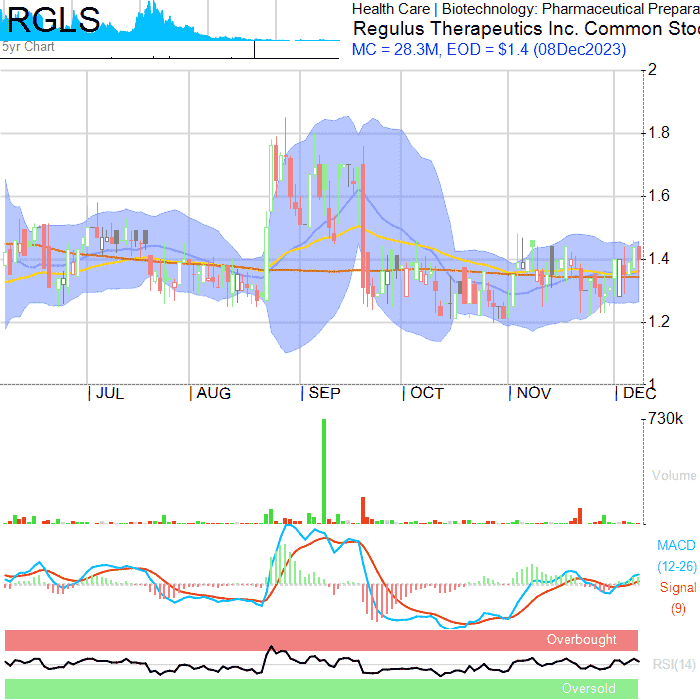 RGLS
5yr Chart
Health Care | Biotechnology: Pharmaceutical Prepara
Regulus Therapeutics Inc. Common Stoc
MC = 28.3M, EOD = $1.4 (08Dec2023)
2
1.8
1.6
1.4
1.2
1
JUL AUG SEP OCT NOV DEC
730k
Volume
MACD
(12-26)
Signal
(9)
Overbought
RSI(14)
Oversold